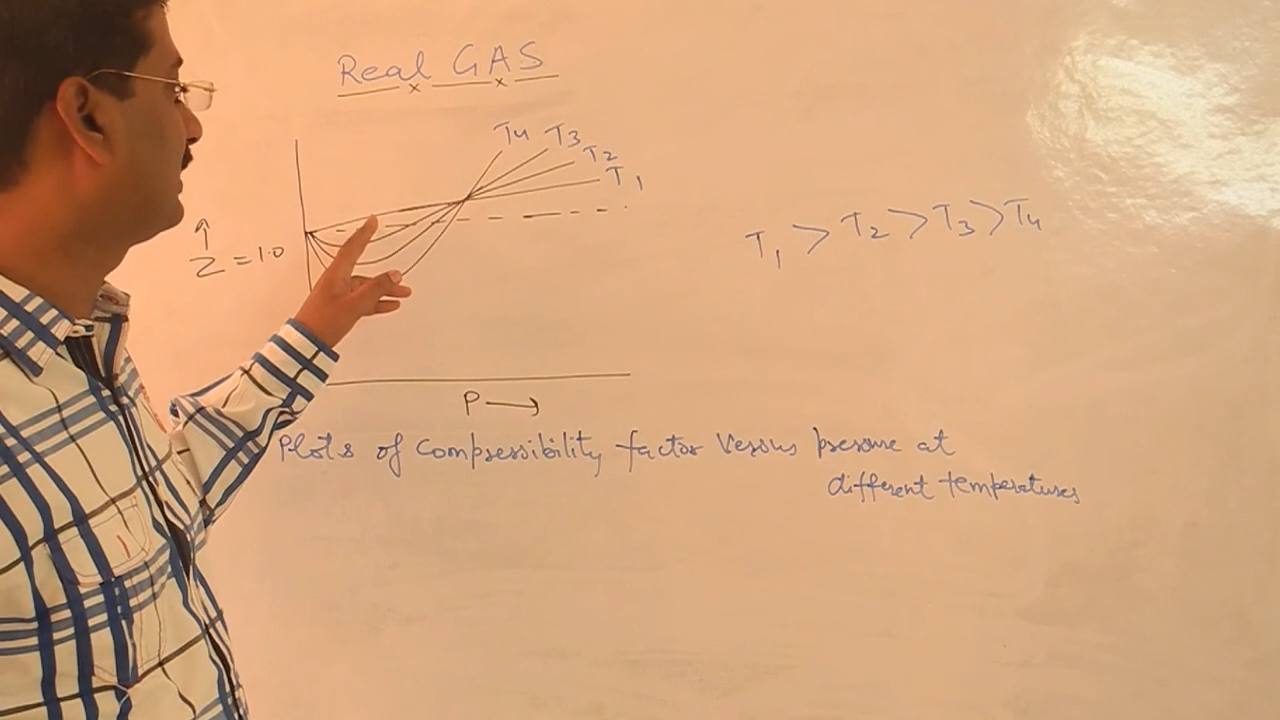 Real GAS
T4 T3
T2
T1
Z = 1.0
T1 > T2 > T3 > T4
P
Plots of Compressibility factor Versus pressure at
different temperatures